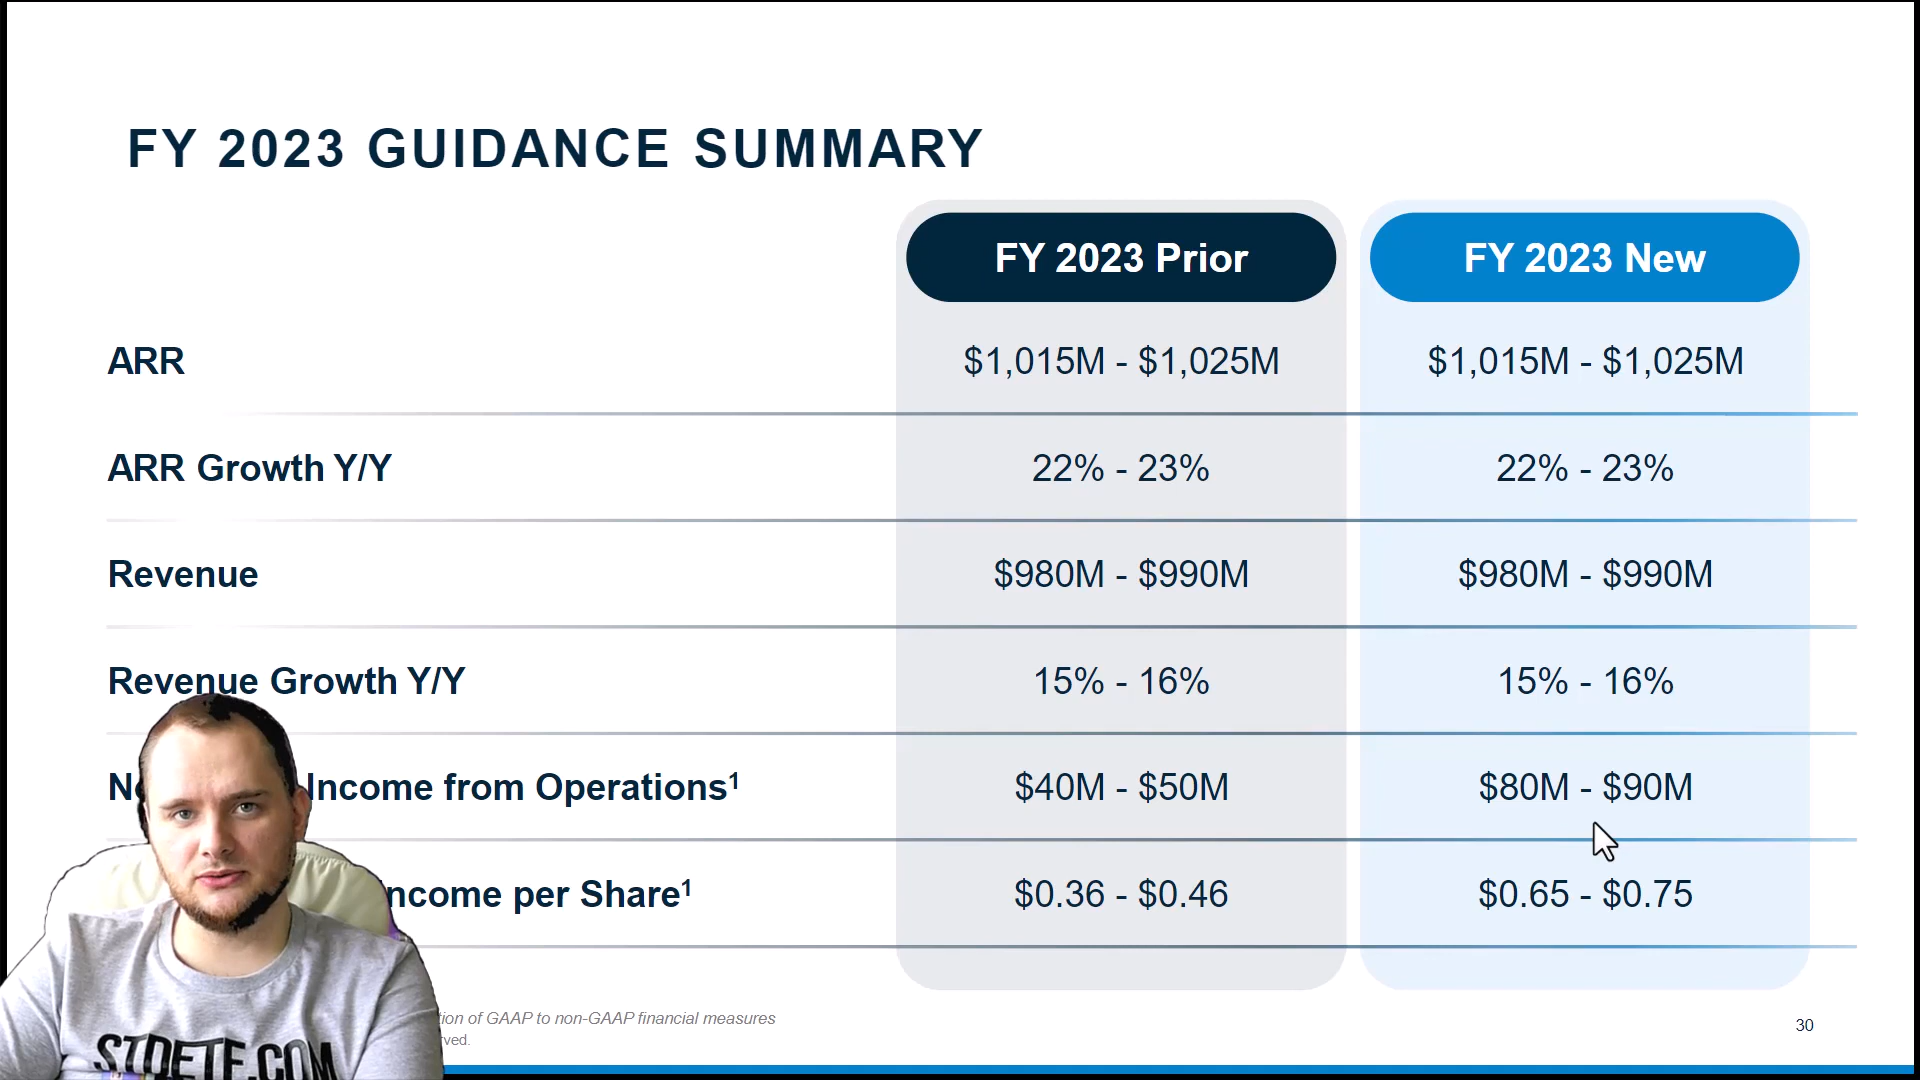 FY 2023 GUIDANCE SUMMARY
FY 2023 Prior FY 2023 New
ARR $1,015M - $1,025M $1,015M - $1,025M
ARR Growth Y/Y 22% - 23% 22% - 23%
Revenue $980M - $990M $980M - $990M
Revenue Growth Y/Y 15% - 16% 15% - 16%
Income from Operations¹ $40M - $50M $80M - $90M
per Share¹ $0.36 - $0.46 $0.65 - $0.75
of GAAP to non-GAAP financial measures
30